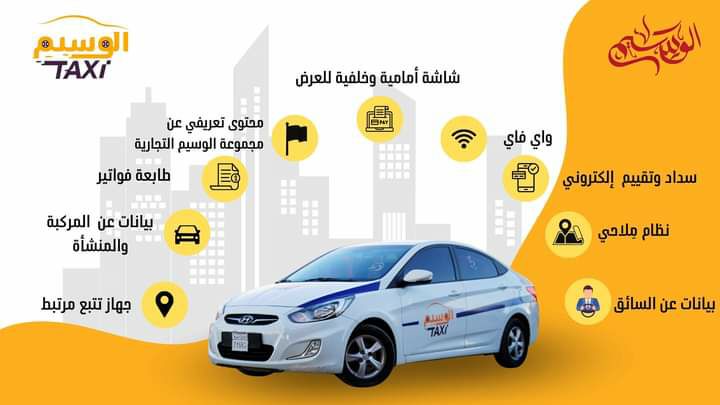 الوسيم
TAXi
الوسيم
شاشة أمامية وخلفية للعرض
محتوى تعريفي عن
مجموعة الوسيم التجارية
واي فاي
طابعة فواتير
سداد وتقييم إلكتروني
بيانات عن المركبة
والمنشأة
نظام مِلاحي
جهاز تتبع مرتبط
بيانات عن السائق
PAY
الوسيم
TAXi